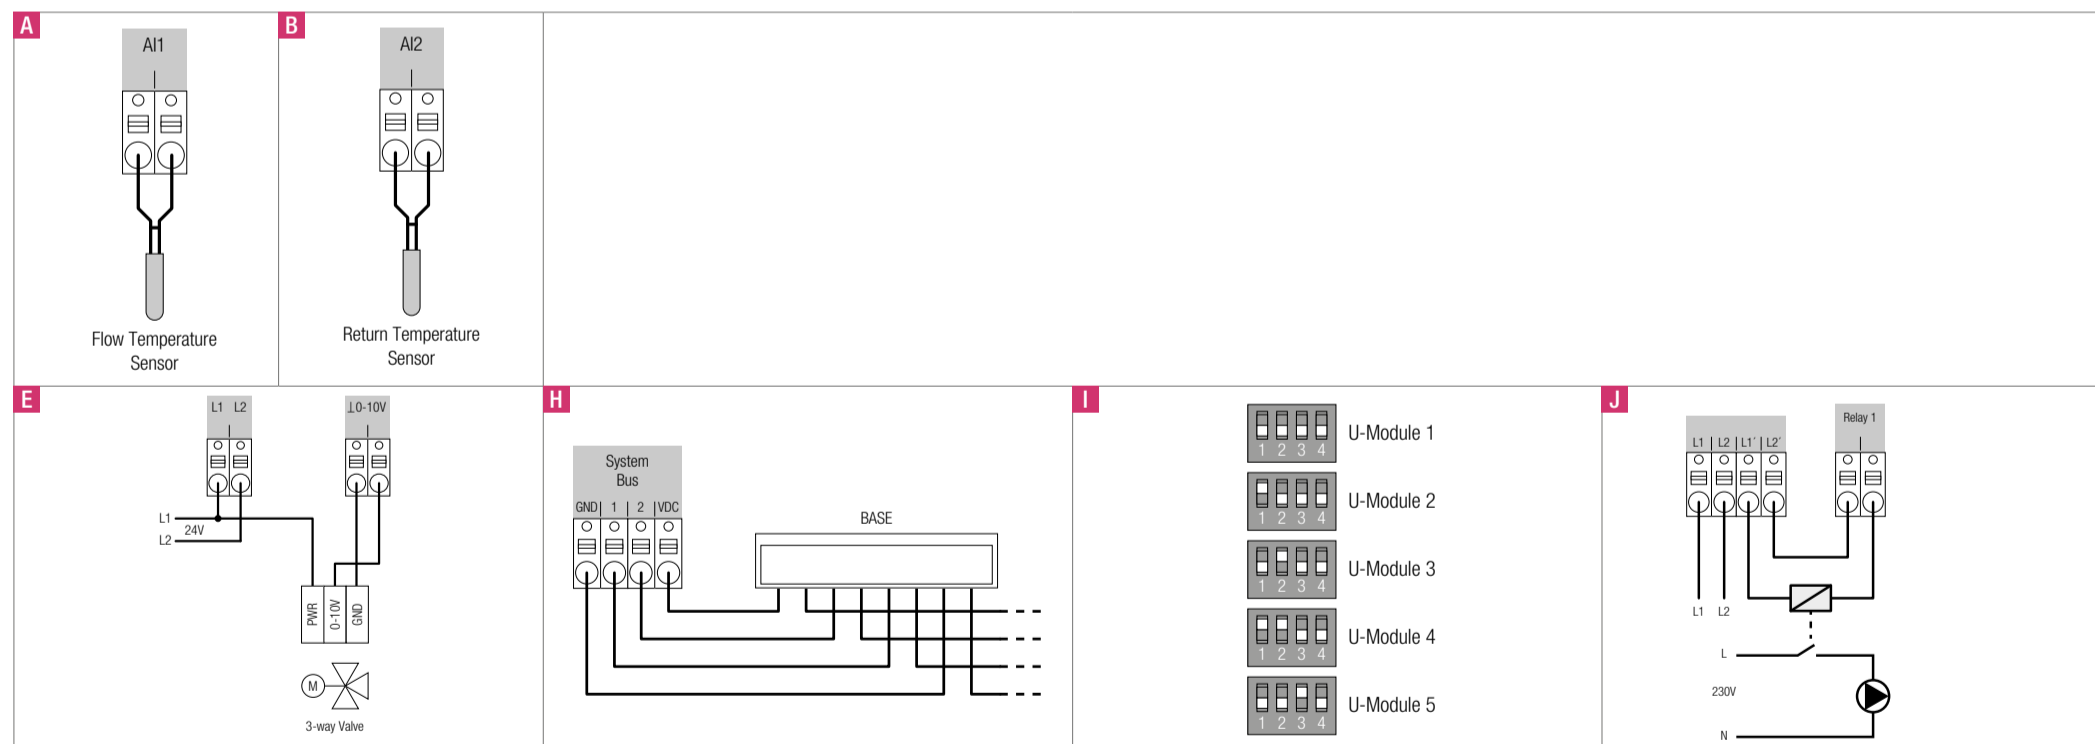 A
AI1
Flow Temperature
Sensor
B
AI2
Return Temperature
Sensor
E
L1 L2
⊥0-10V
L1
24V
L2
PWR
0-10V
GND
M
3-way Valve
H
System
Bus
GND 1 2 VDC
BASE
I
1 2 3 4
U-Module 1
1 2 3 4
U-Module 2
1 2 3 4
U-Module 3
1 2 3 4
U-Module 4
1 2 3 4
U-Module 5
J
L1 L2 L1´ L2´
Relay 1
L1 L2
L
230V
N